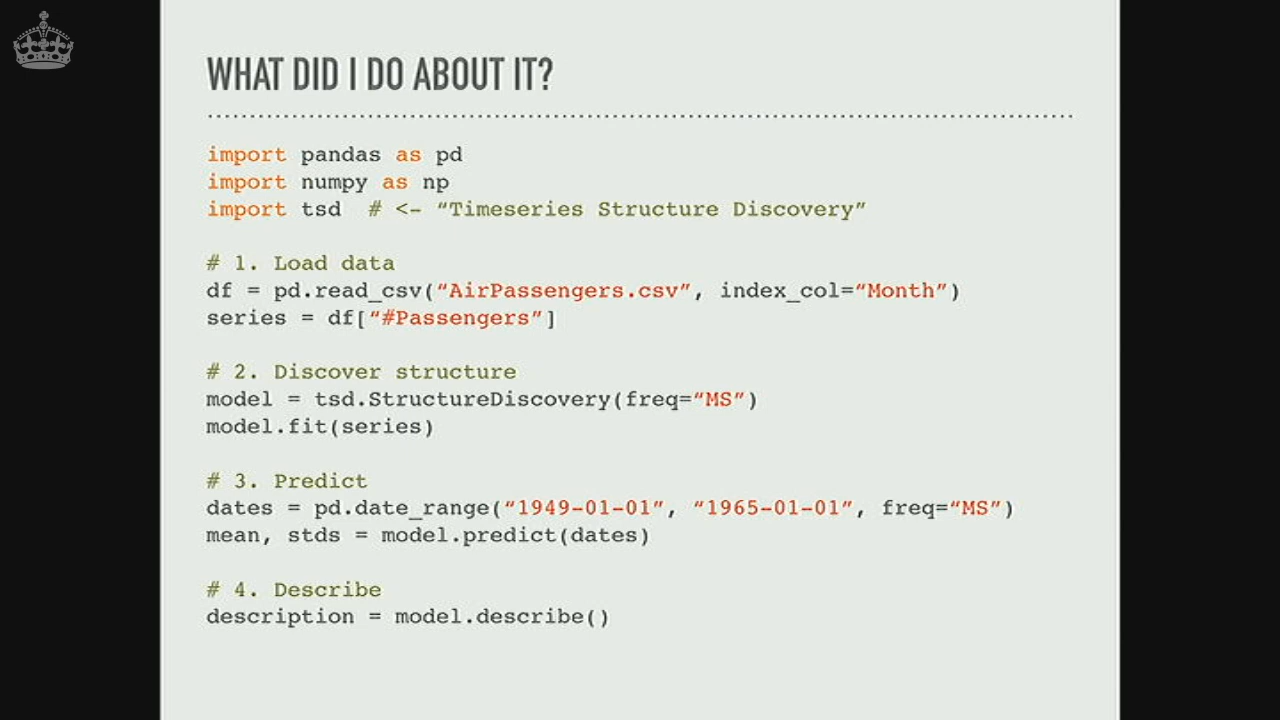 WHAT DID I DO ABOUT IT?
import pandas as pd
import numpy as np
import tsd  # <- “Timeseries Structure Discovery”
# 1. Load data
df = pd.read_csv(“AirPassengers.csv”, index_col=“Month”)
series = df[“#Passengers”]
# 2. Discover structure
model = tsd.StructureDiscovery(freq=“MS”)
model.fit(series)
# 3. Predict
dates = pd.date_range(“1949-01-01”, “1965-01-01”, freq=“MS”)
mean, stds = model.predict(dates)
# 4. Describe
description = model.describe()